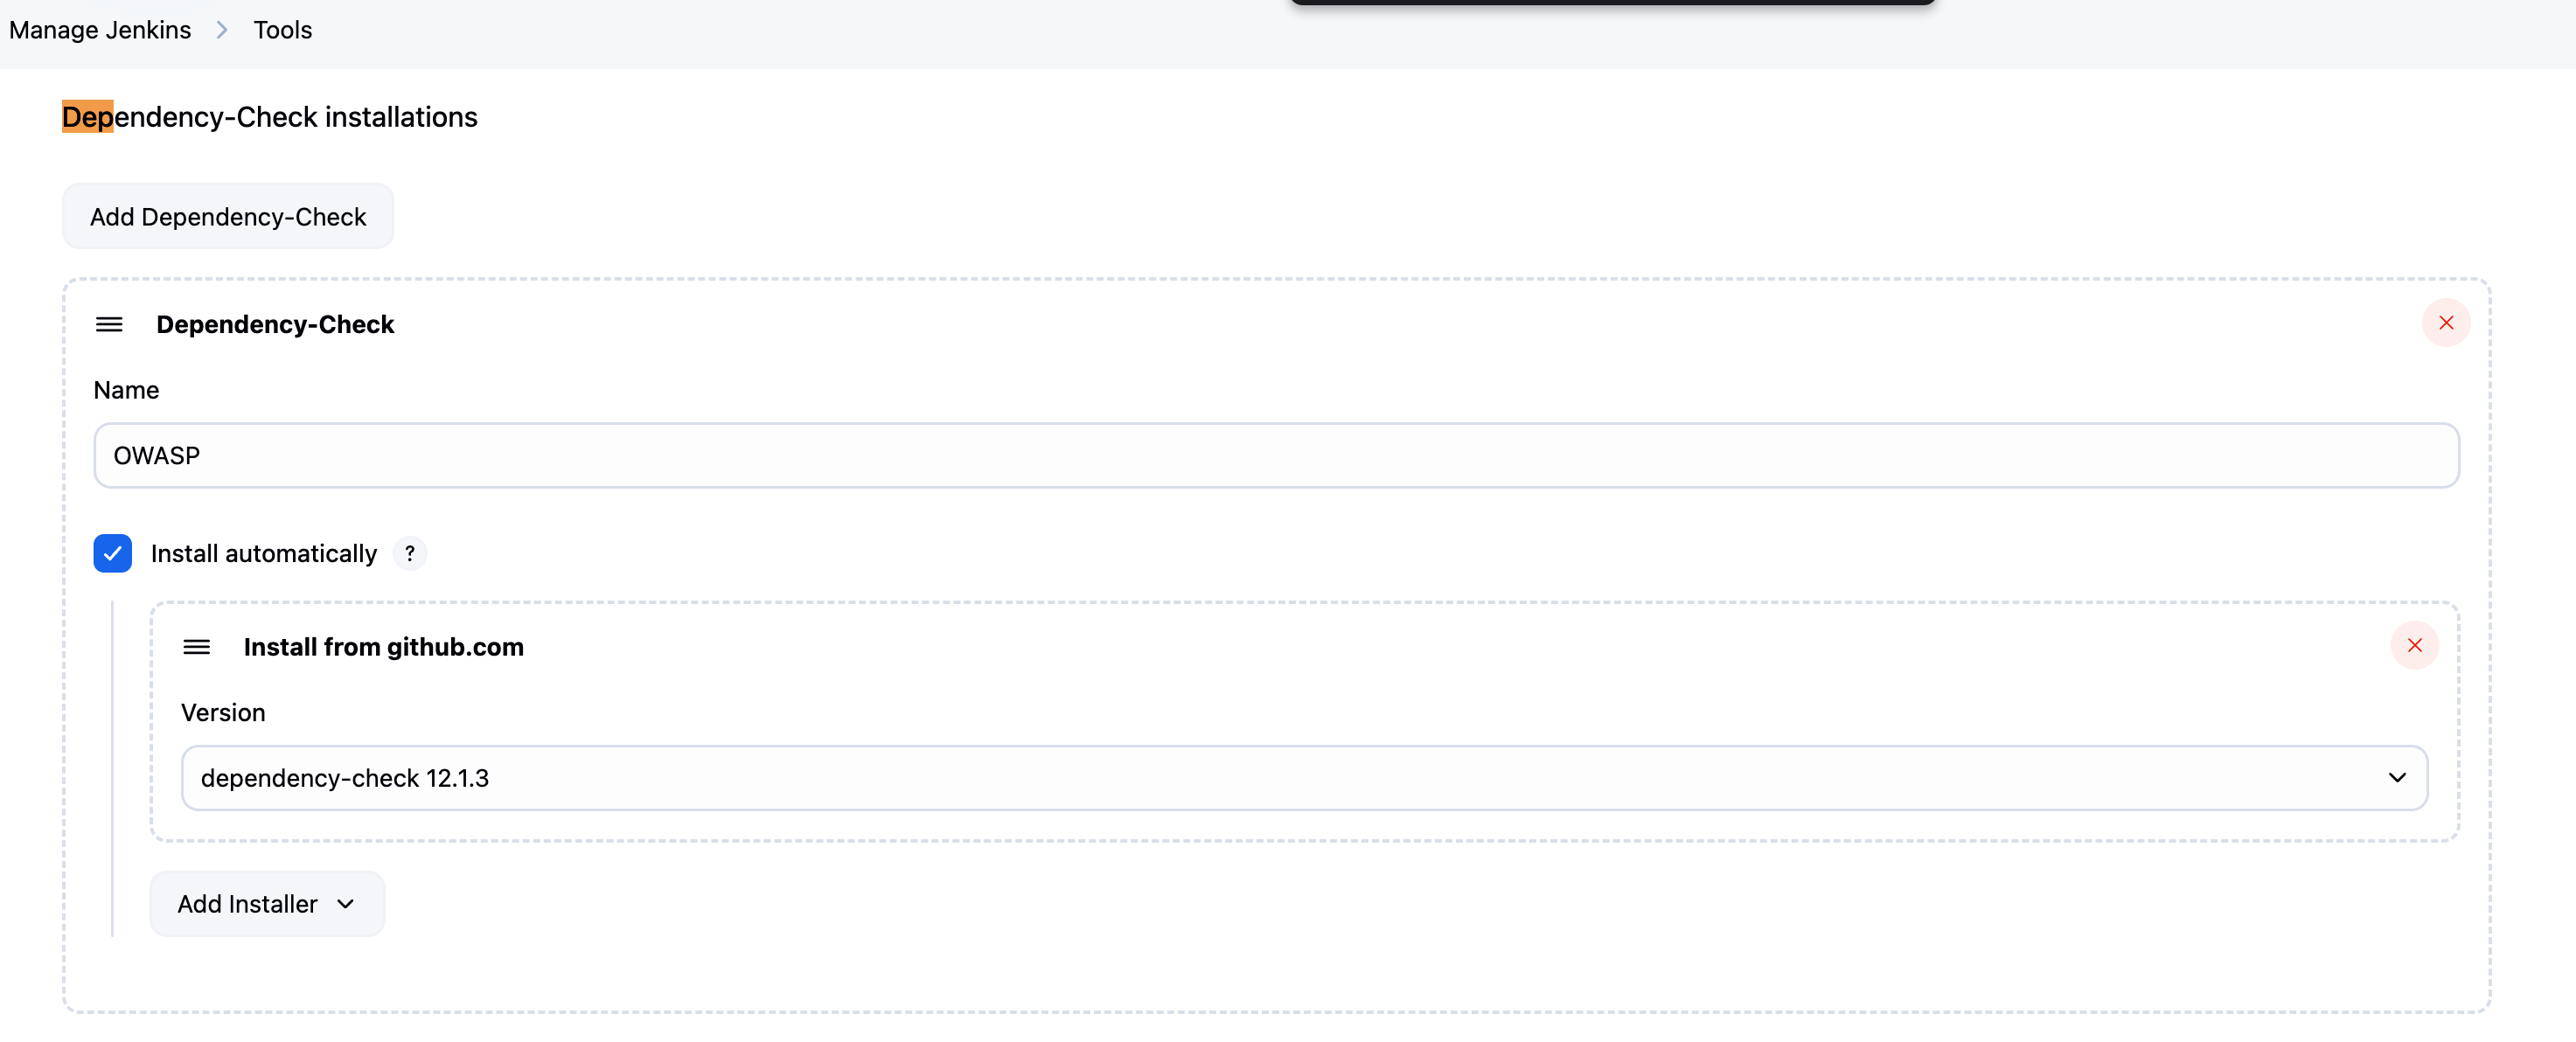 Manage Jenkins > Tools
Dependency-Check installations
Add Dependency-Check
Dependency-Check
Name
OWASP
Install automatically ?
Install from github.com
Version
dependency-check 12.1.3
Add Installer